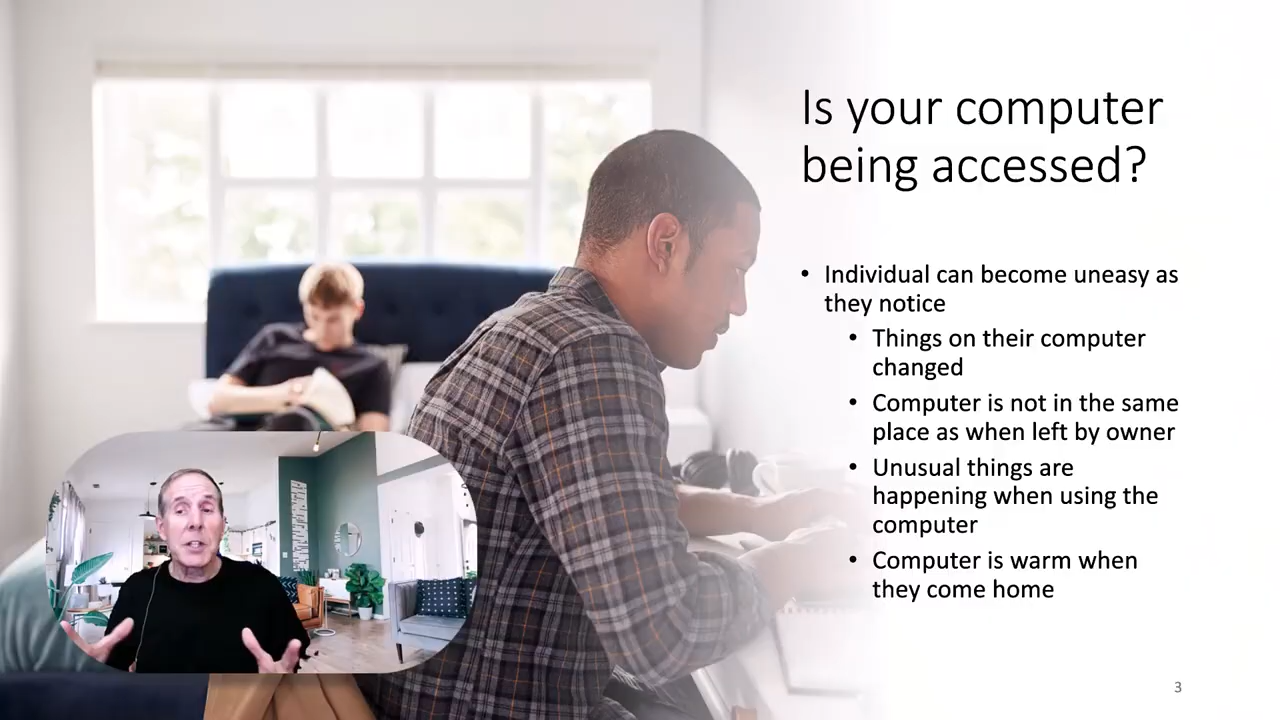 Is your computer
being accessed?
• Individual can become uneasy as
they notice
• Things on their computer
changed
• Computer is not in the same
place as when left by owner
• Unusual things are
happening when using the
computer
• Computer is warm when
they come home
3